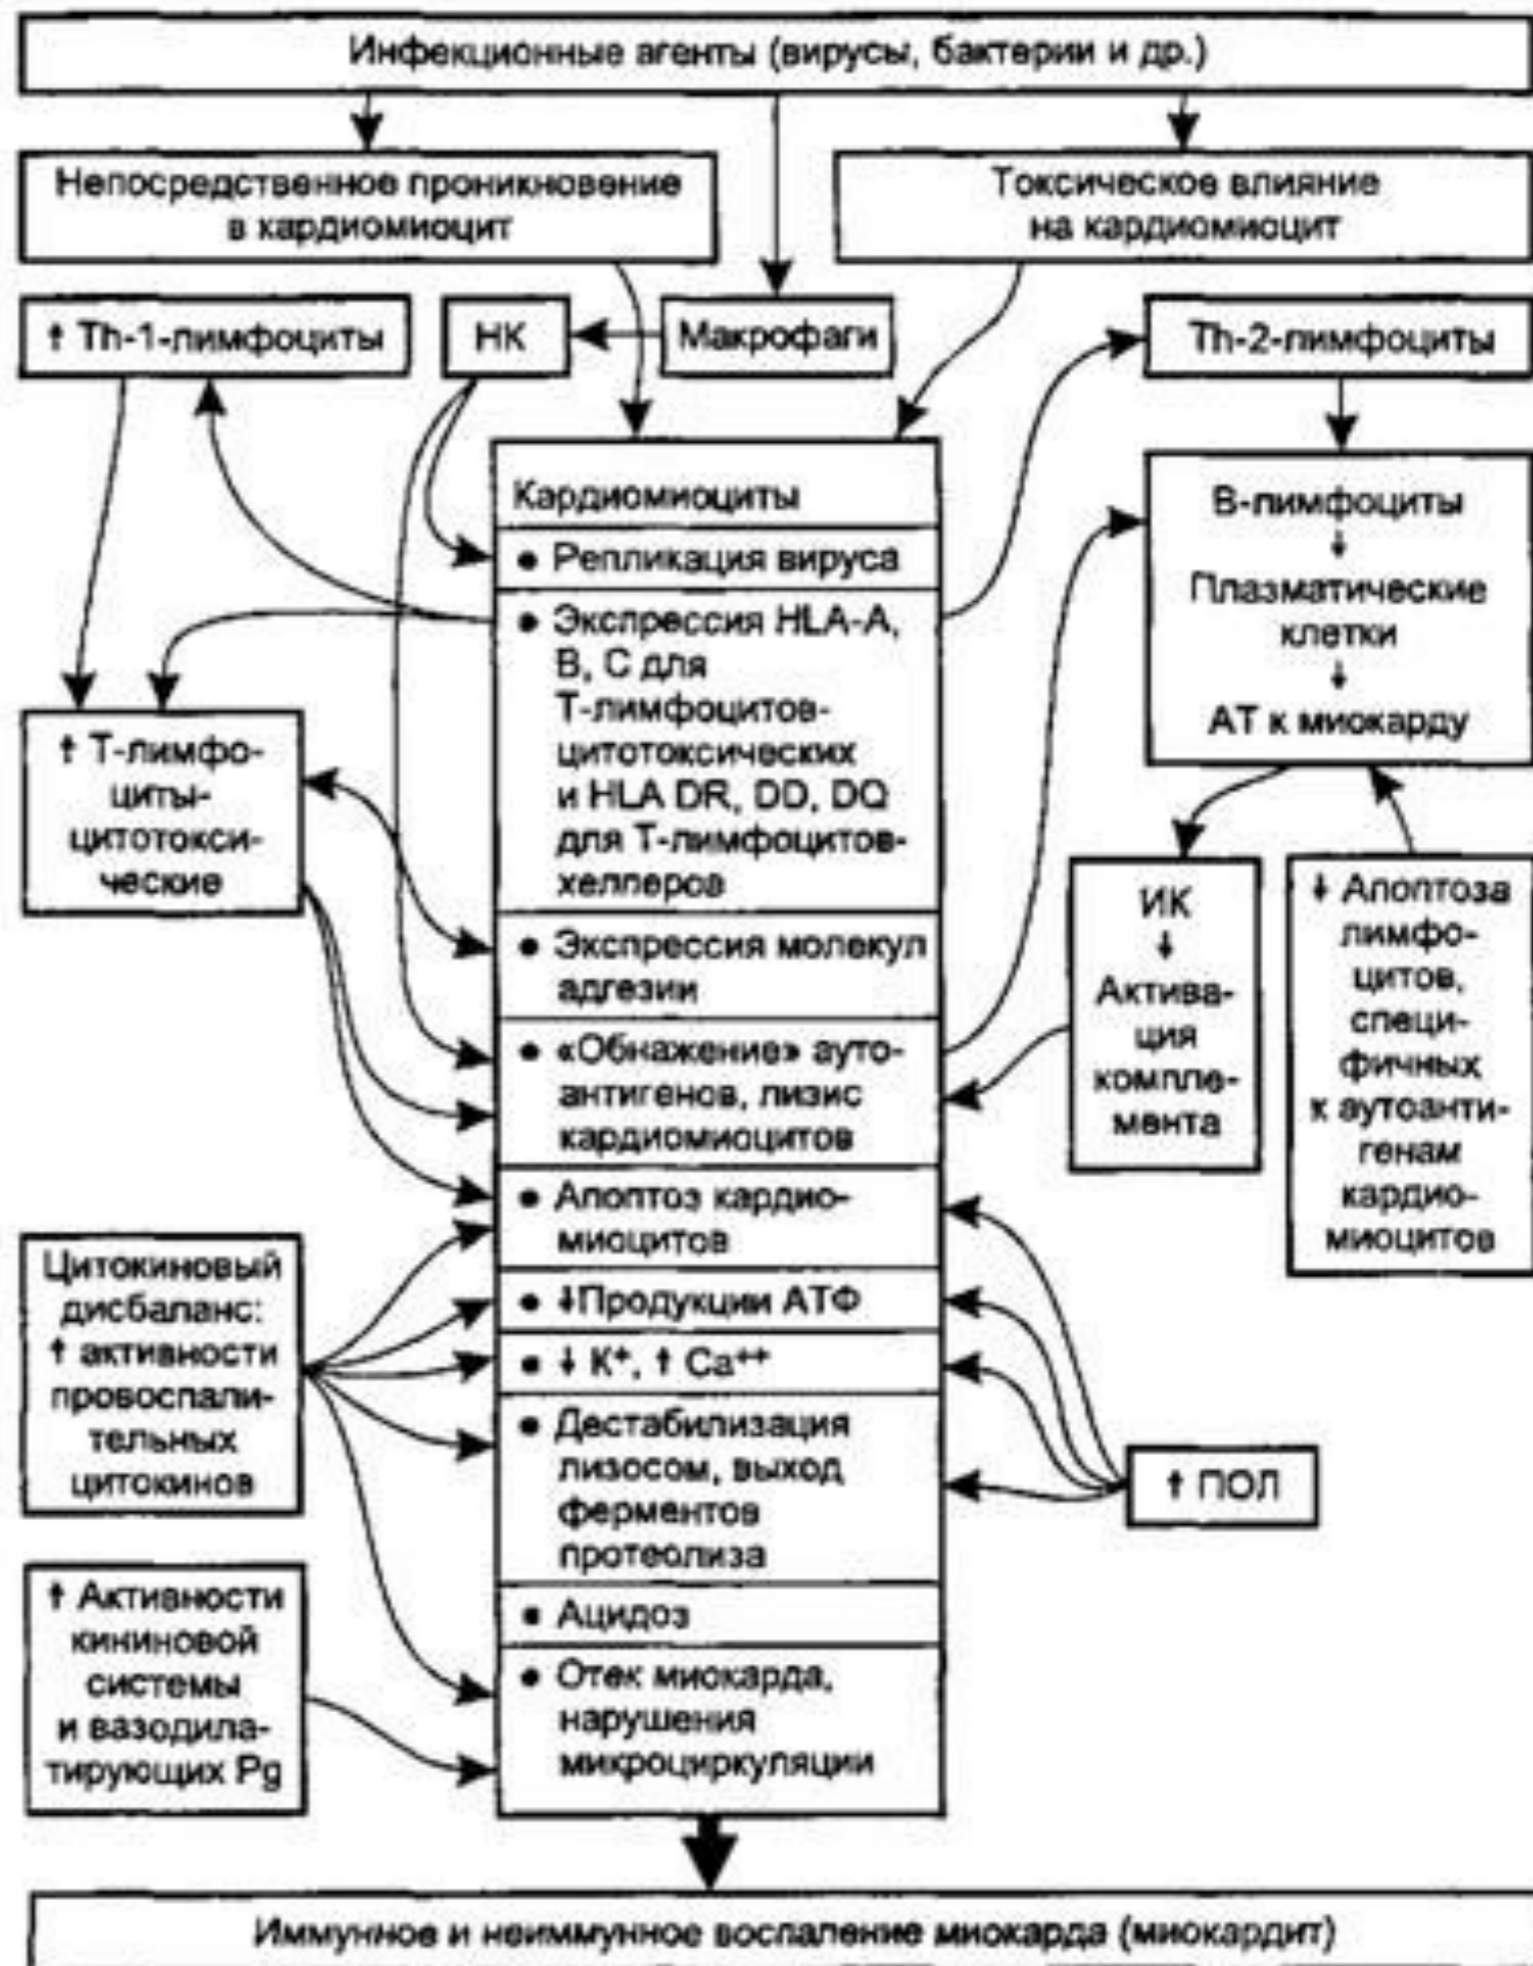 Инфекционные агенты (вирусы, бактерии и др.)
Непосредственное проникновение
в кардиомиоцит
Токсическое влияние
на кардиомиоцит
↑ Th-1-лимфоциты
НК
Макрофаги
Th-2-лимфоциты
Кардиомиоциты
• Репликация вируса
• Экспрессия HLA-A,
В, С для
Т-лимфоцитов-
цитотоксических
и HLA DR, DD, DQ
для Т-лимфоцитов-
хелперов
• Экспрессия молекул
адгезии
• «Обнажение» ауто-
антигенов, лизис
кардиомиоцитов
• Апоптоз кардио-
миоцитов
• ↓Продукции АТФ
• ↓ К⁺, ↑ Са⁺⁺
• Дестабилизация
лизосом, выход
ферментов
протеолиза
• Ацидоз
• Отек миокарда,
нарушения
микроциркуляции
↑ Т-лимфо-
циты-
цитотокси-
ческие
Цитокиновый
дисбаланс:
↑ активности
провоспали-
тельных
цитокинов
↑ Активности
кининовой
системы
и вазодила-
тирующих Pg
В-лимфоциты
↓
Плазматические
клетки
↓
АТ к миокарду
ИК
↓
Актива-
ция
компле-
мента
↓ Апоптоза
лимфо-
цитов,
специ-
фичных
к аутоанти-
генам
кардио-
миоцитов
↑ ПОЛ
Иммунное и неиммунное воспаление миокарда (миокардит)